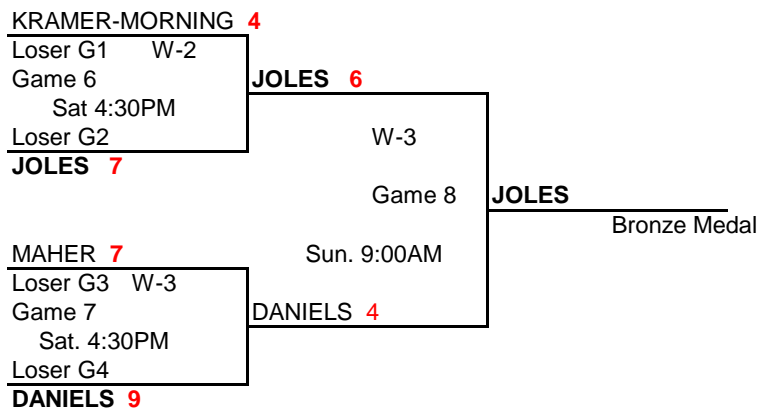 KRAMER-MORNING 4
Loser G1 W-2
Game 6
JOLES 6
Sat 4:30PM
Loser G2
W-3
JOLES 7
Game 8
JOLES
Bronze Medal
MAHER 7
Sun. 9:00AM
Loser G3 W-3
Game 7
DANIELS 4
Sat. 4:30PM
Loser G4
DANIELS 9